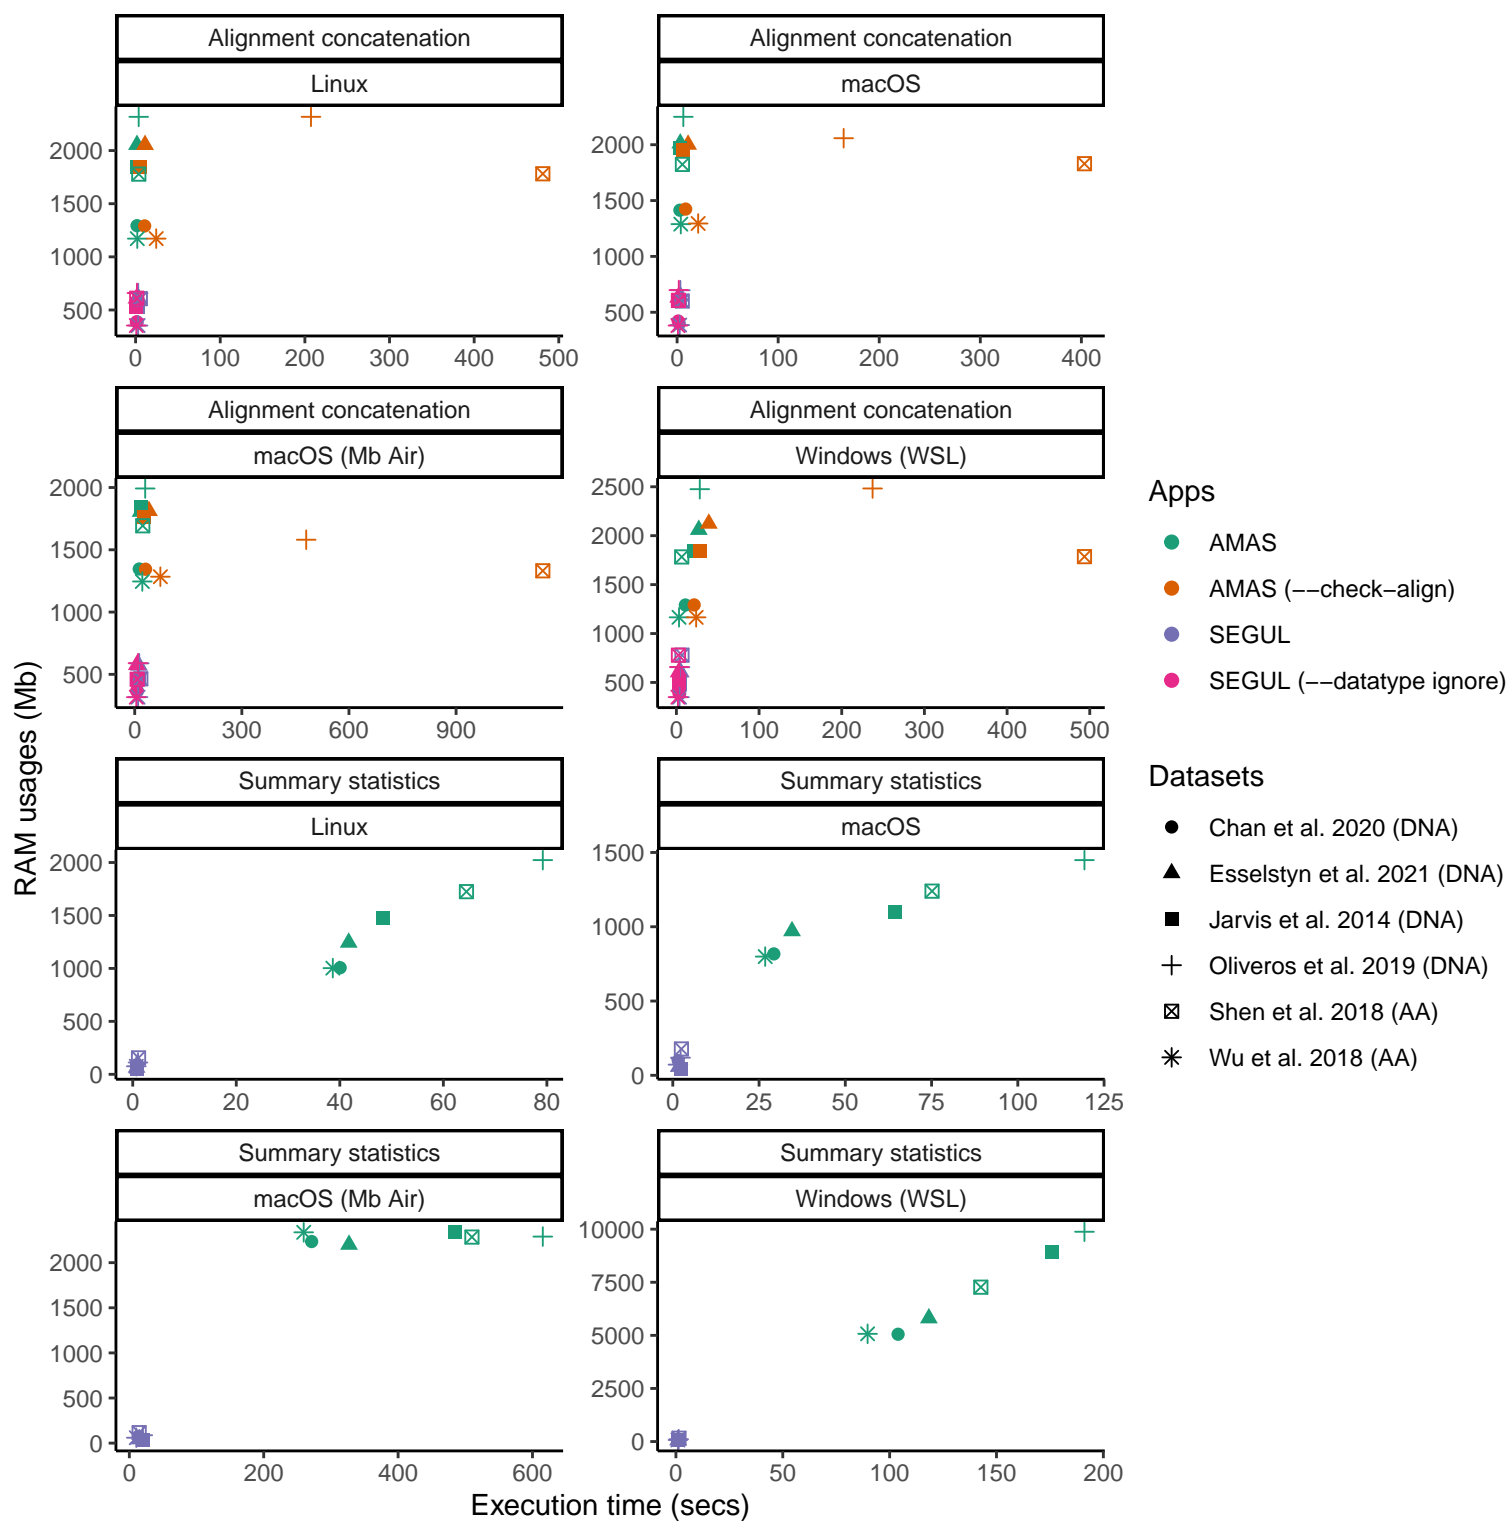 Alignment concatenation
Linux
2000
1500
1000
500
0 100 200 300 400 500
Alignment concatenation
macOS
2000
1500
1000
500
0 100 200 300 400
Alignment concatenation
macOS (Mb Air)
2000
1500
1000
500
0 300 600 900
Alignment concatenation
Windows (WSL)
2500
2000
1500
1000
500
0 100 200 300 400 500
Summary statistics
Linux
2000
1500
1000
500
0
0 20 40 60 80
Summary statistics
macOS
1500
1000
500
0
0 25 50 75 100 125
Summary statistics
macOS (Mb Air)
2000
1500
1000
500
0
0 200 400 600
Summary statistics
Windows (WSL)
10000
7500
5000
2500
0
0 50 100 150 200
RAM usages (Mb)
Execution time (secs)
Apps
AMAS
AMAS (−−check−align)
SEGUL
SEGUL (−−datatype ignore)
Datasets
Chan et al. 2020 (DNA)
Esselstyn et al. 2021 (DNA)
Jarvis et al. 2014 (DNA)
Oliveros et al. 2019 (DNA)
Shen et al. 2018 (AA)
Wu et al. 2018 (AA)